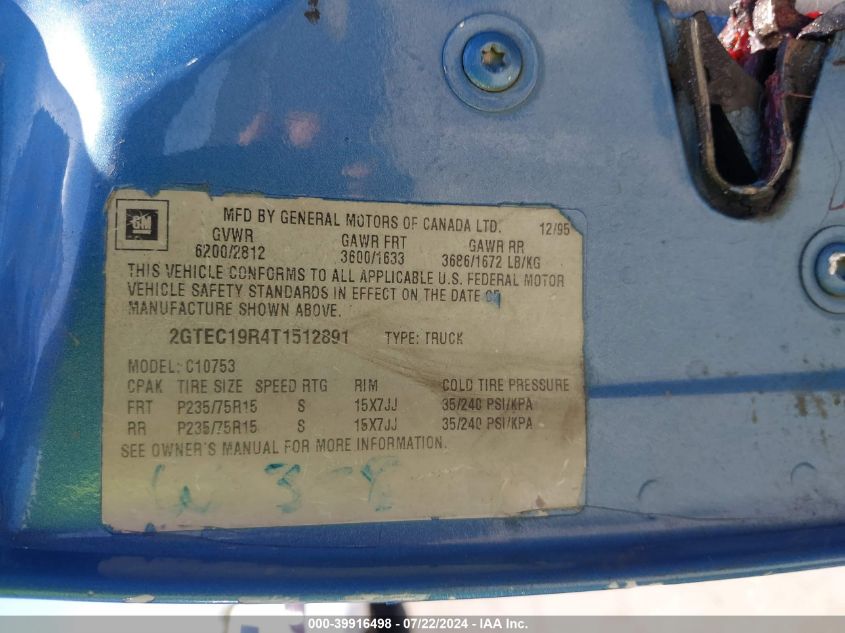 GM
MFD BY GENERAL MOTORS OF CANADA LTD. 12/95
GVWR GAWR FRT GAWR RR
6200/2812 3600/1633 3686/1672 LB/KG
THIS VEHICLE CONFORMS TO ALL APPLICABLE U.S. FEDERAL MOTOR
VEHICLE SAFETY STANDARDS IN EFFECT ON THE DATE OF
MANUFACTURE SHOWN ABOVE.
2GTEC19R4T1512891 TYPE: TRUCK
MODEL: C10753
CPAK TIRE SIZE SPEED RTG RIM COLD TIRE PRESSURE
FRT P235/75R15 S 15X7JJ 35/240 PSI/KPA
RR P235/75R15 S 15X7JJ 35/240 PSI/KPA
SEE OWNER'S MANUAL FOR MORE INFORMATION.
000-39916498 - 07/22/2024 - IAA Inc.